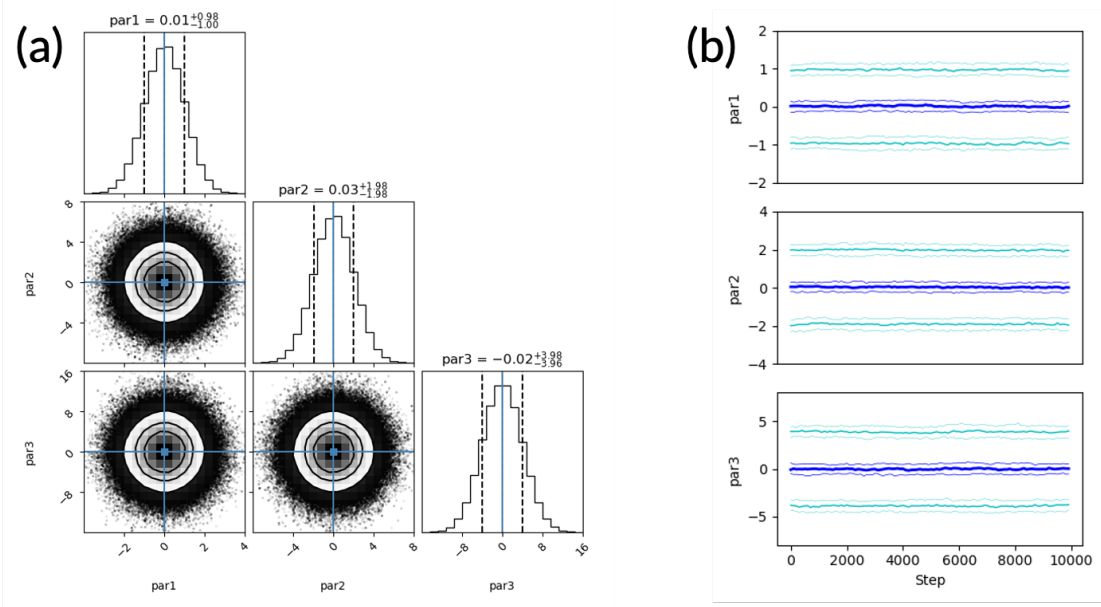 (a)
par1 = 0.01+0.98−1.00
par2 = 0.03+1.98−1.98
8
4
0
−4
par2
par3 = −0.02+3.98−3.96
16
8
0
−8
par3
−2 0 2 4
−4 0 4 8
−8 0 8 16
par1 par2 par3
(b)
2
1
0
−1
−2
par1
4
2
0
−2
−4
par2
5
0
−5
par3
0 2000 4000 6000 8000 10000
Step